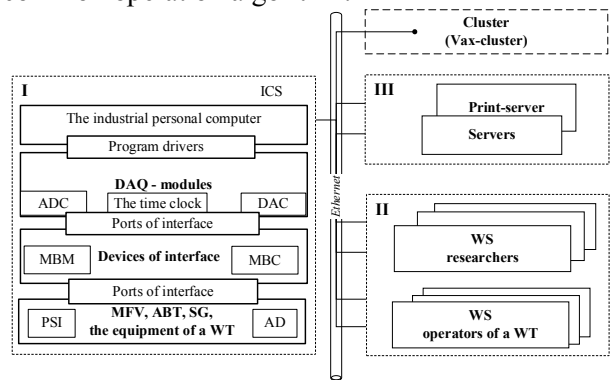 Cluster
(Vax-cluster)
I
ICS
The industrial personal computer
Program drivers
DAQ - modules
ADC
The time clock
DAC
Ports of interface
MBM
Devices of interface
MBC
Ports of interface
PSI
MFV, ABT, SG,
the equipment of a WT
AD
Ethernet
III
Print-server
Servers
II
WS
researchers
WS
operators of a WT